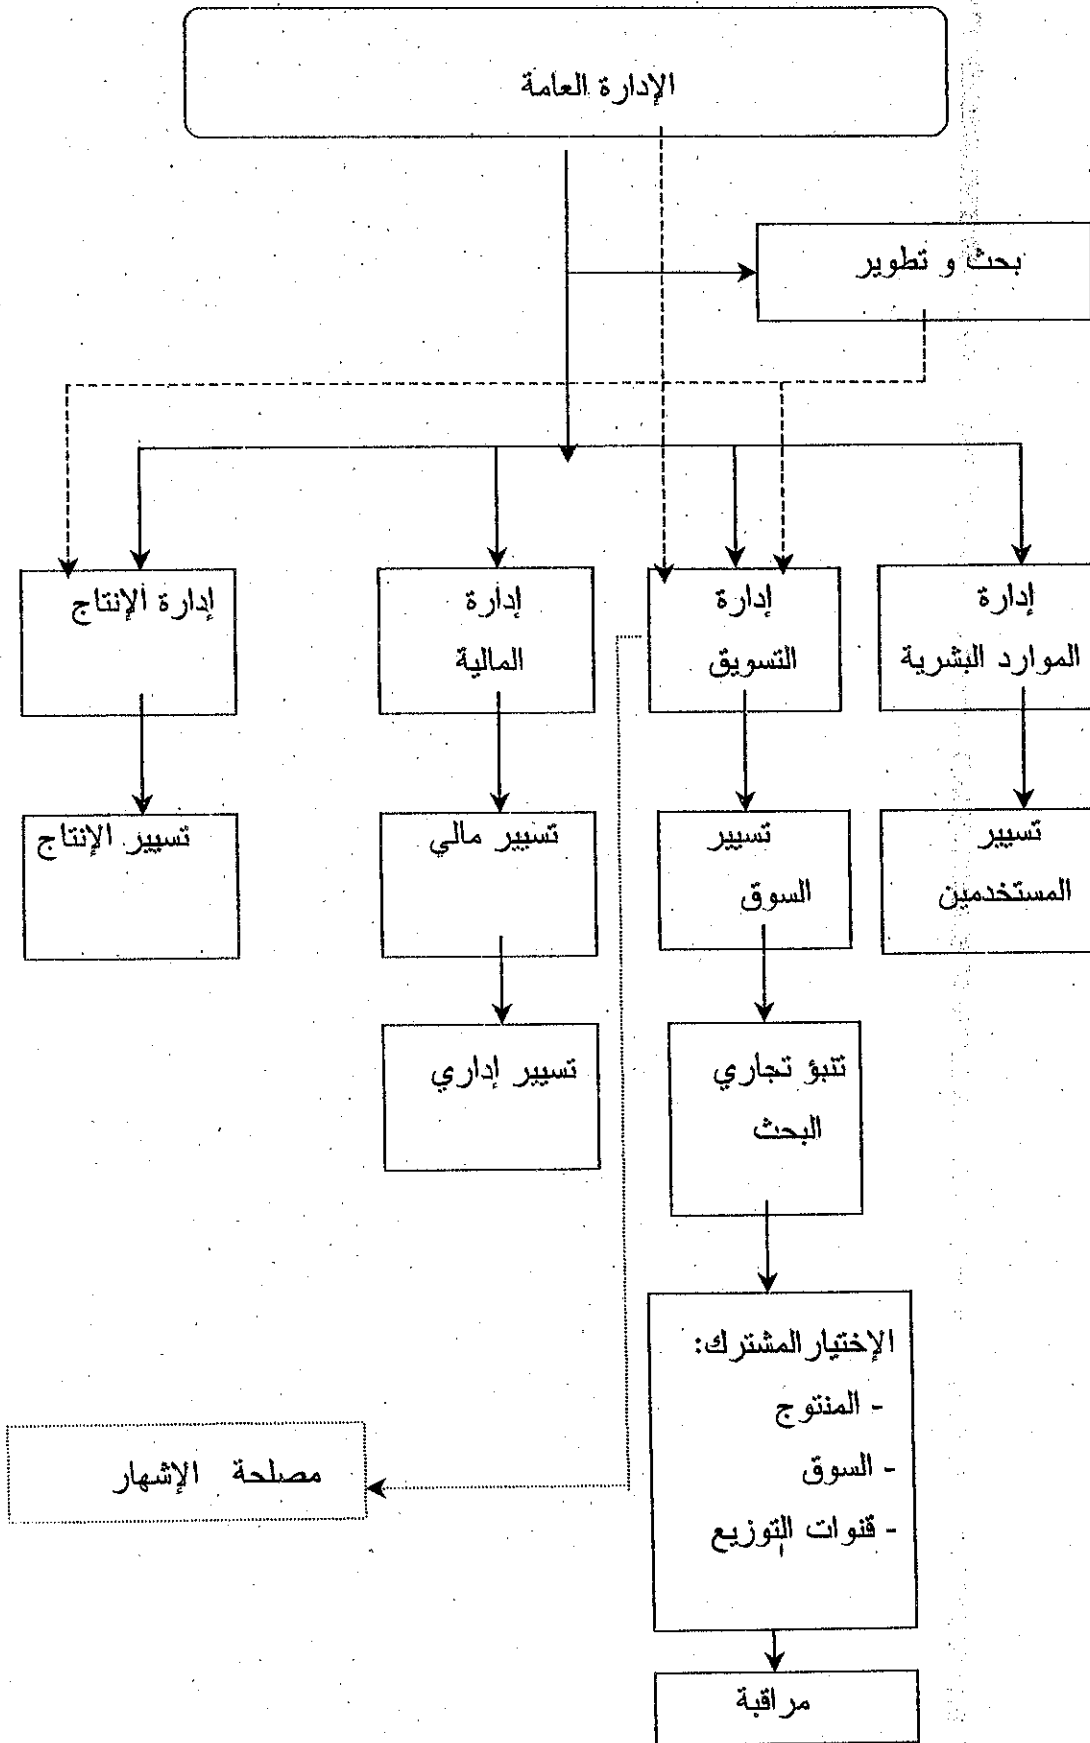 الإدارة العامة
بحث و تطوير
إدارة
الموارد البشرية
إدارة
التسويق
إدارة
المالية
إدارة الإنتاج
تسيير
المستخدمين
تسيير
السوق
تسيير مالي
تسيير الإنتاج
تنبؤ تجاري
البحث
تسيير إداري
الإختيار المشترك:
- المنتوج
- السوق
- قنوات التوزيع
مصلحة الإشهار
مراقبة